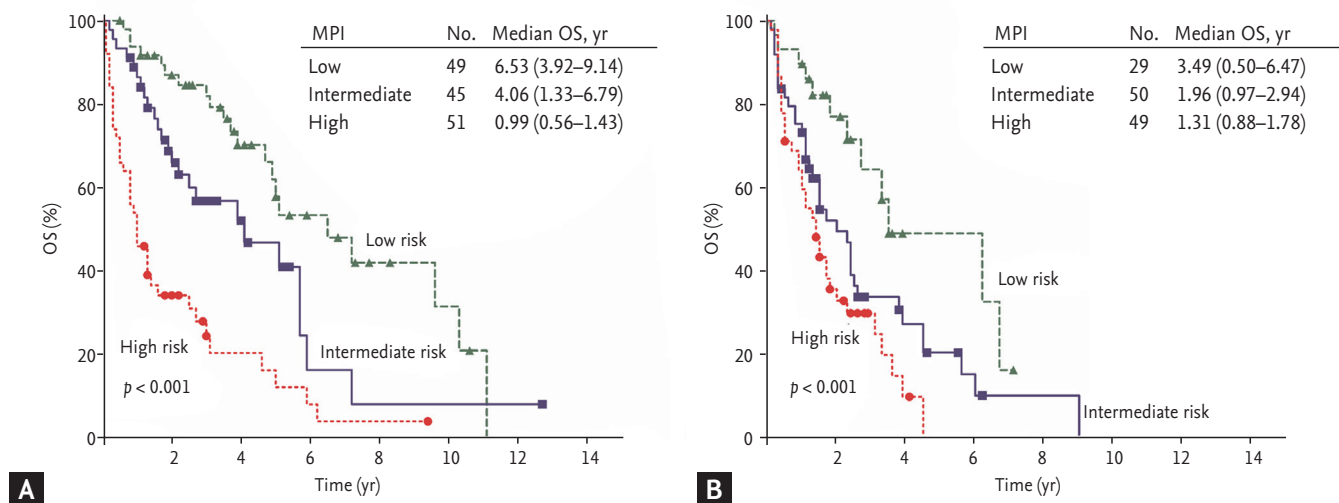 MPI No. Median OS, yr
Low 49 6.53 (3.92–9.14)
Intermediate 45 4.06 (1.33–6.79)
High 51 0.99 (0.56–1.43)
100
80
60
40
20
0
OS (%)
Low risk
High risk
Intermediate risk
p < 0.001
2 4 6 8 10 12 14
Time (yr)
A
MPI No. Median OS, yr
Low 29 3.49 (0.50–6.47)
Intermediate 50 1.96 (0.97–2.94)
High 49 1.31 (0.88–1.78)
100
80
60
40
20
0
OS (%)
Low risk
High risk
p < 0.001
Intermediate risk
2 4 6 8 10 12 14
Time (yr)
B